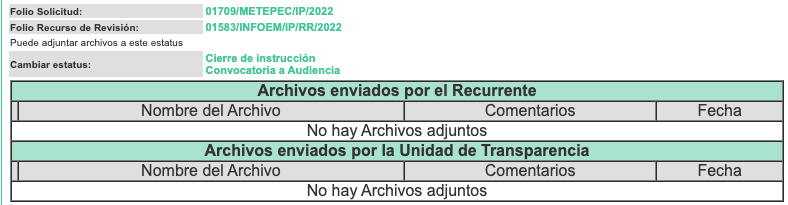 Folio Solicitud: 01709/METEPEC/IP/2022
Folio Recurso de Revisión: 01583/INFOEM/IP/RR/2022
Puede adjuntar archivos a este estatus
Cambiar estatus: Cierre de instrucción
Convocatoria a Audiencia
Archivos enviados por el Recurrente
Nombre del Archivo Comentarios Fecha
No hay Archivos adjuntos
Archivos enviados por la Unidad de Transparencia
Nombre del Archivo Comentarios Fecha
No hay Archivos adjuntos